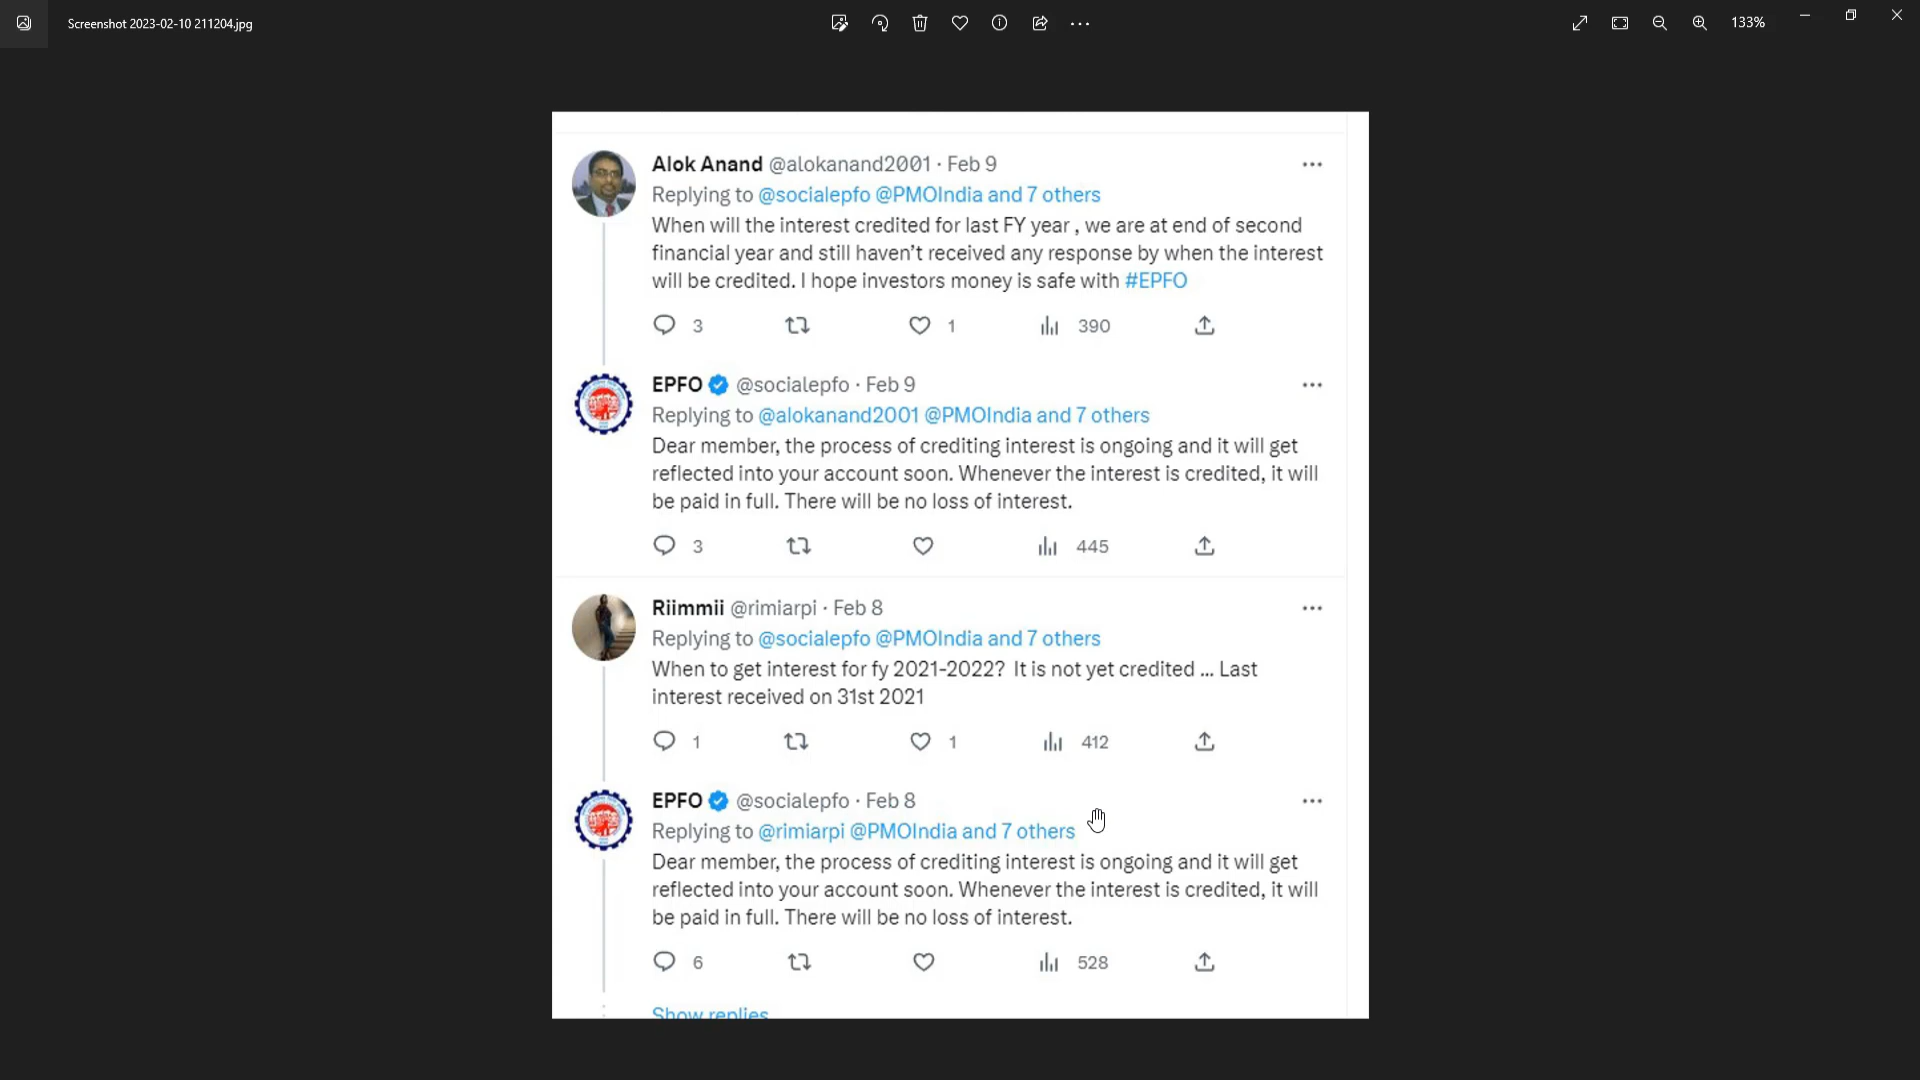 Screenshot 2023-02-10 211204.jpg
133%
Alok Anand @alokanand2001 · Feb 9
Replying to @socialepfo @PMOIndia and 7 others
When will the interest credited for last FY year , we are at end of second
financial year and still haven't received any response by when the interest
will be credited. I hope investors money is safe with #EPFO
3 1 390
EPFO @socialepfo · Feb 9
Replying to @alokanand2001 @PMOIndia and 7 others
Dear member, the process of crediting interest is ongoing and it will get
reflected into your account soon. Whenever the interest is credited, it will
be paid in full. There will be no loss of interest.
3 445
Riimmii @rimiarpi · Feb 8
Replying to @socialepfo @PMOIndia and 7 others
When to get interest for fy 2021-2022? It is not yet credited ... Last
interest received on 31st 2021
1 1 412
EPFO @socialepfo · Feb 8
Replying to @rimiarpi @PMOIndia and 7 others
Dear member, the process of crediting interest is ongoing and it will get
reflected into your account soon. Whenever the interest is credited, it will
be paid in full. There will be no loss of interest.
6 528
Show replies